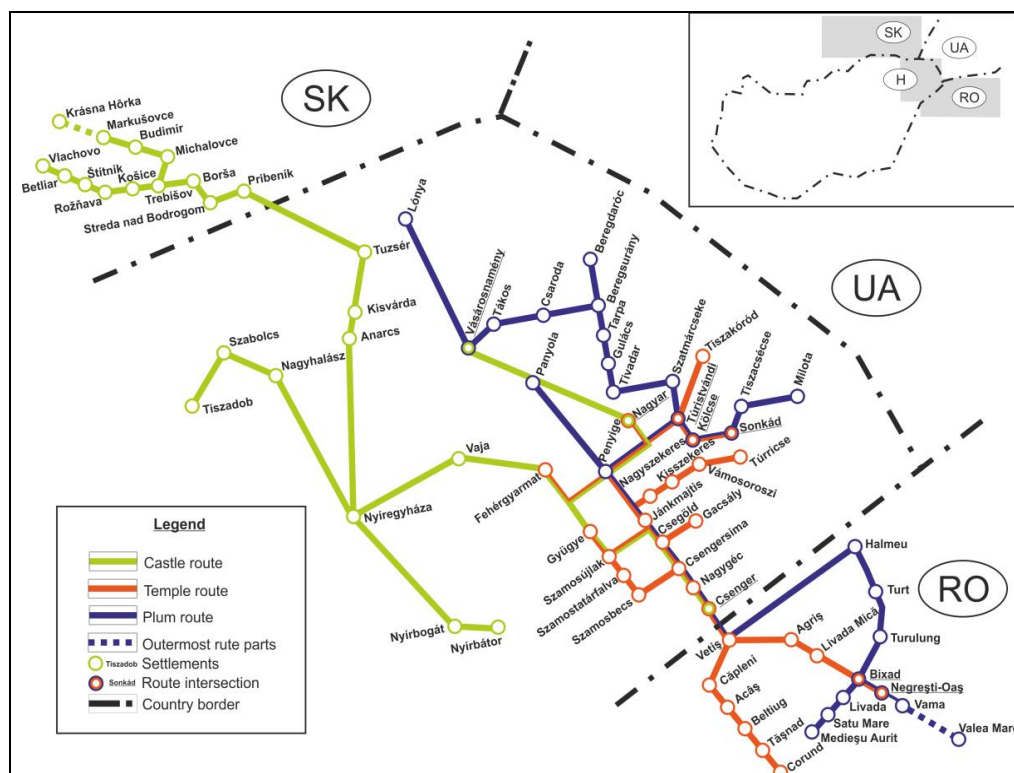 SK
UA
H
RO
SK
Krásna Hôrka
Markušovce
Budimír
Michalovce
Vlachovo
Betliar
Štítnik
Rožňava
Košice
Trebišov
Borša
Streda nad Bodrogom
Pribeník
Tuzsér
Kisvárda
Anarcs
Szabolcs
Nagyhalász
Tiszadob
Lónya
Vásárosnamény
Tákos
Csaroda
Beregdaróc
Beregsurány
Tarpa
Gulács
Tivadar
Szatmárcseke
Tiszakóród
UA
Panyola
Nagyar
Túristvándi
Kölcse
Tiszacsécse
Milota
Sonkád
Penyige
Nagyszekeres
Kisszekeres
Túrricse
Vámosoroszi
Vaja
Fehérgyarmat
Jánkmajtis
Csegöld
Gacsály
Nyíregyháza
Gyügye
Szamosújlak
Szamostatárfalva
Szamosbecs
Csengersima
Nagygéc
Csenger
Nyírbogát
Nyírbátor
Halmeu
RO
Turt
Turulung
Agriş
Livada Mică
Vetiş
Bixad
Negreşti-Oaş
Vama
Valea Mare
Livada
Satu Mare
Medieşu Aurit
Căpleni
Acâş
Beltiug
Tăşnad
Corund
Legend
Castle route
Temple route
Plum route
Outermost rute parts
Tiszadob Settlements
Sonkád Route intersection
Country border